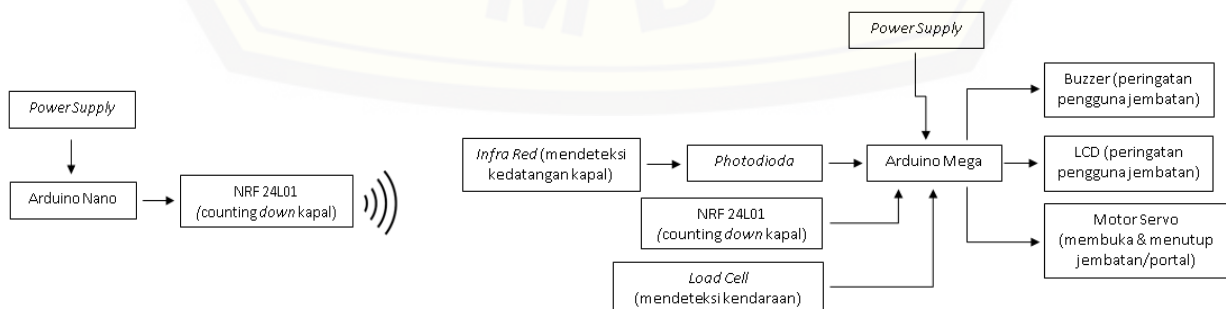 M B
Power Supply
Arduino Nano
NRF 24L01
(counting down kapal)
Infra Red (mendeteksi
kedatangan kapal)
Photodioda
Power Supply
Arduino Mega
NRF 24L01
(counting down kapal)
Load Cell
(mendeteksi kendaraan)
Buzzer (peringatan
pengguna jembatan)
LCD (peringatan
pengguna jembatan)
Motor Servo
(membuka & menutup
jembatan/portal)